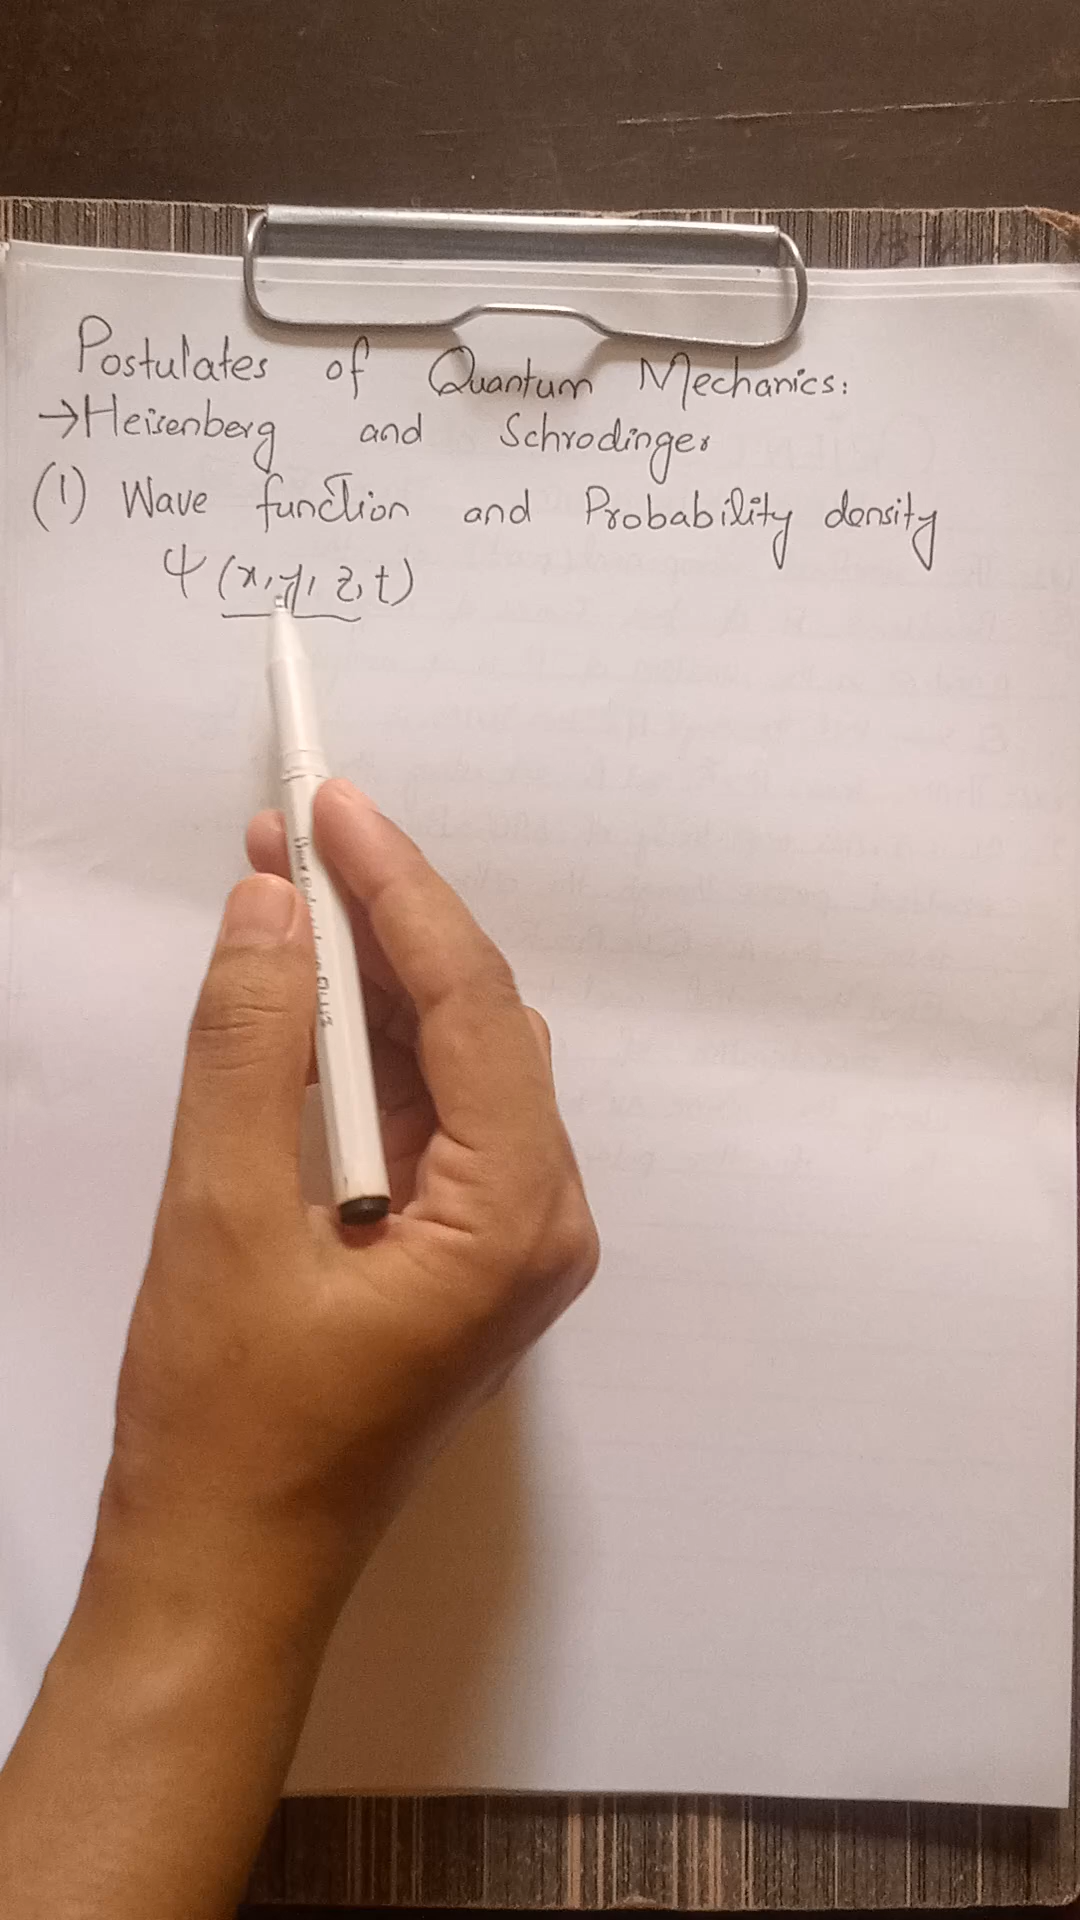 Postulates of Quantum Mechanics:
→Heisenberg and Schrodinger
(1) Wave function and Probability density
Ψ (x, y, z, t)